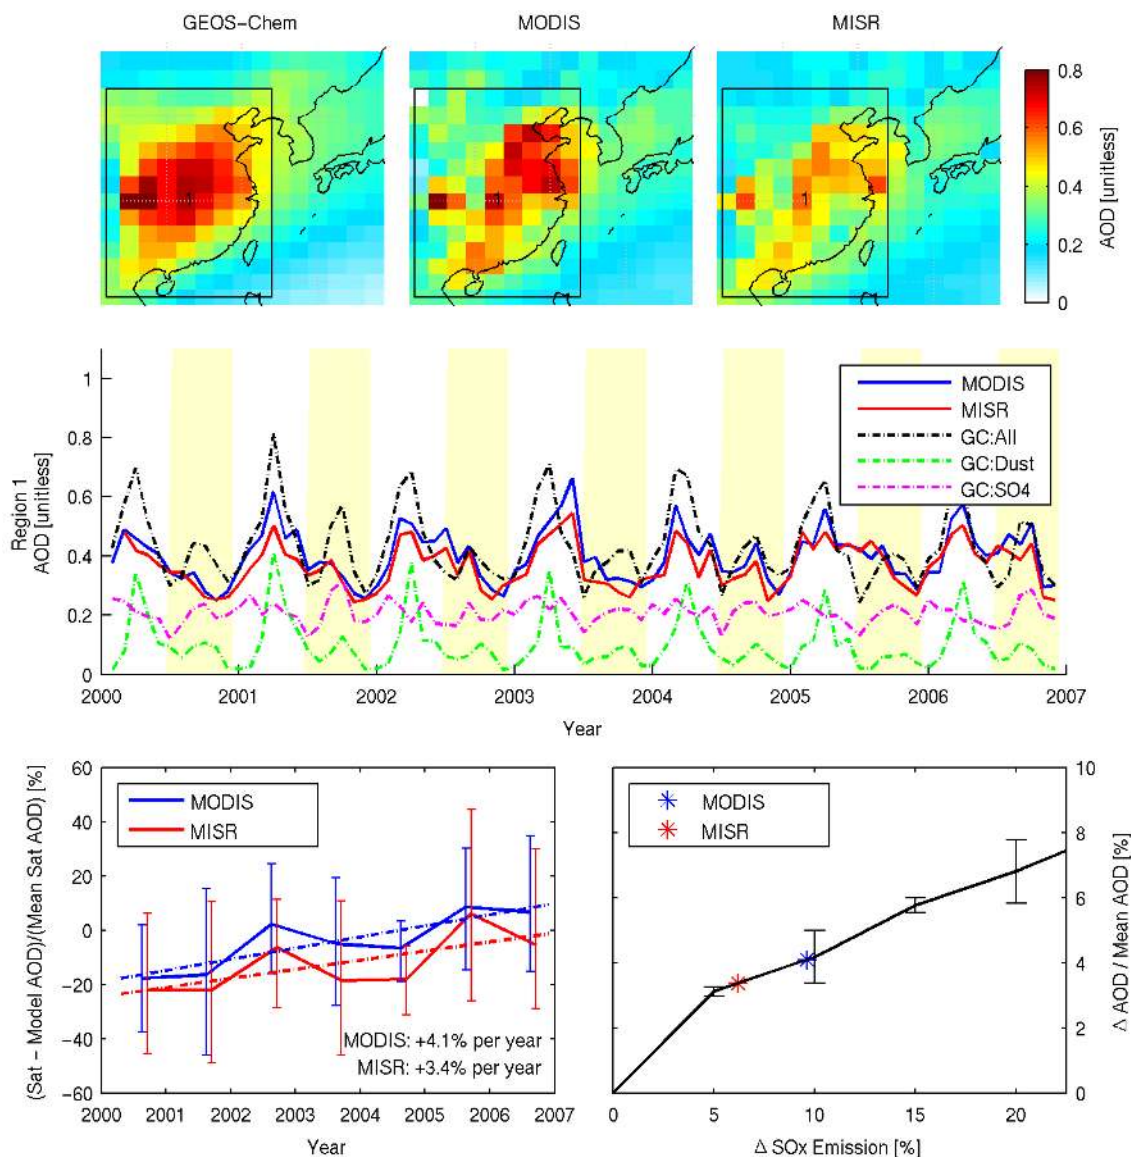 GEOS-Chem MODIS MISR
0.8
0.6
0.4
0.2
0
AOD [unitless]
1 1 1
Region 1
AOD [unitless]
1
0.8
0.6
0.4
0.2
0
MODIS
MISR
GC:All
GC:Dust
GC:SO4
2000 2001 2002 2003 2004 2005 2006 2007
Year
(Sat - Model AOD)/(Mean Sat AOD) [%]
60
40
20
0
-20
-40
-60
MODIS
MISR
MODIS: +4.1% per year
MISR: +3.4% per year
2000 2001 2002 2003 2004 2005 2006 2007
Year
MODIS
MISR
10
8
6
4
2
0
Δ AOD / Mean AOD [%]
0 5 10 15 20
Δ SOx Emission [%]